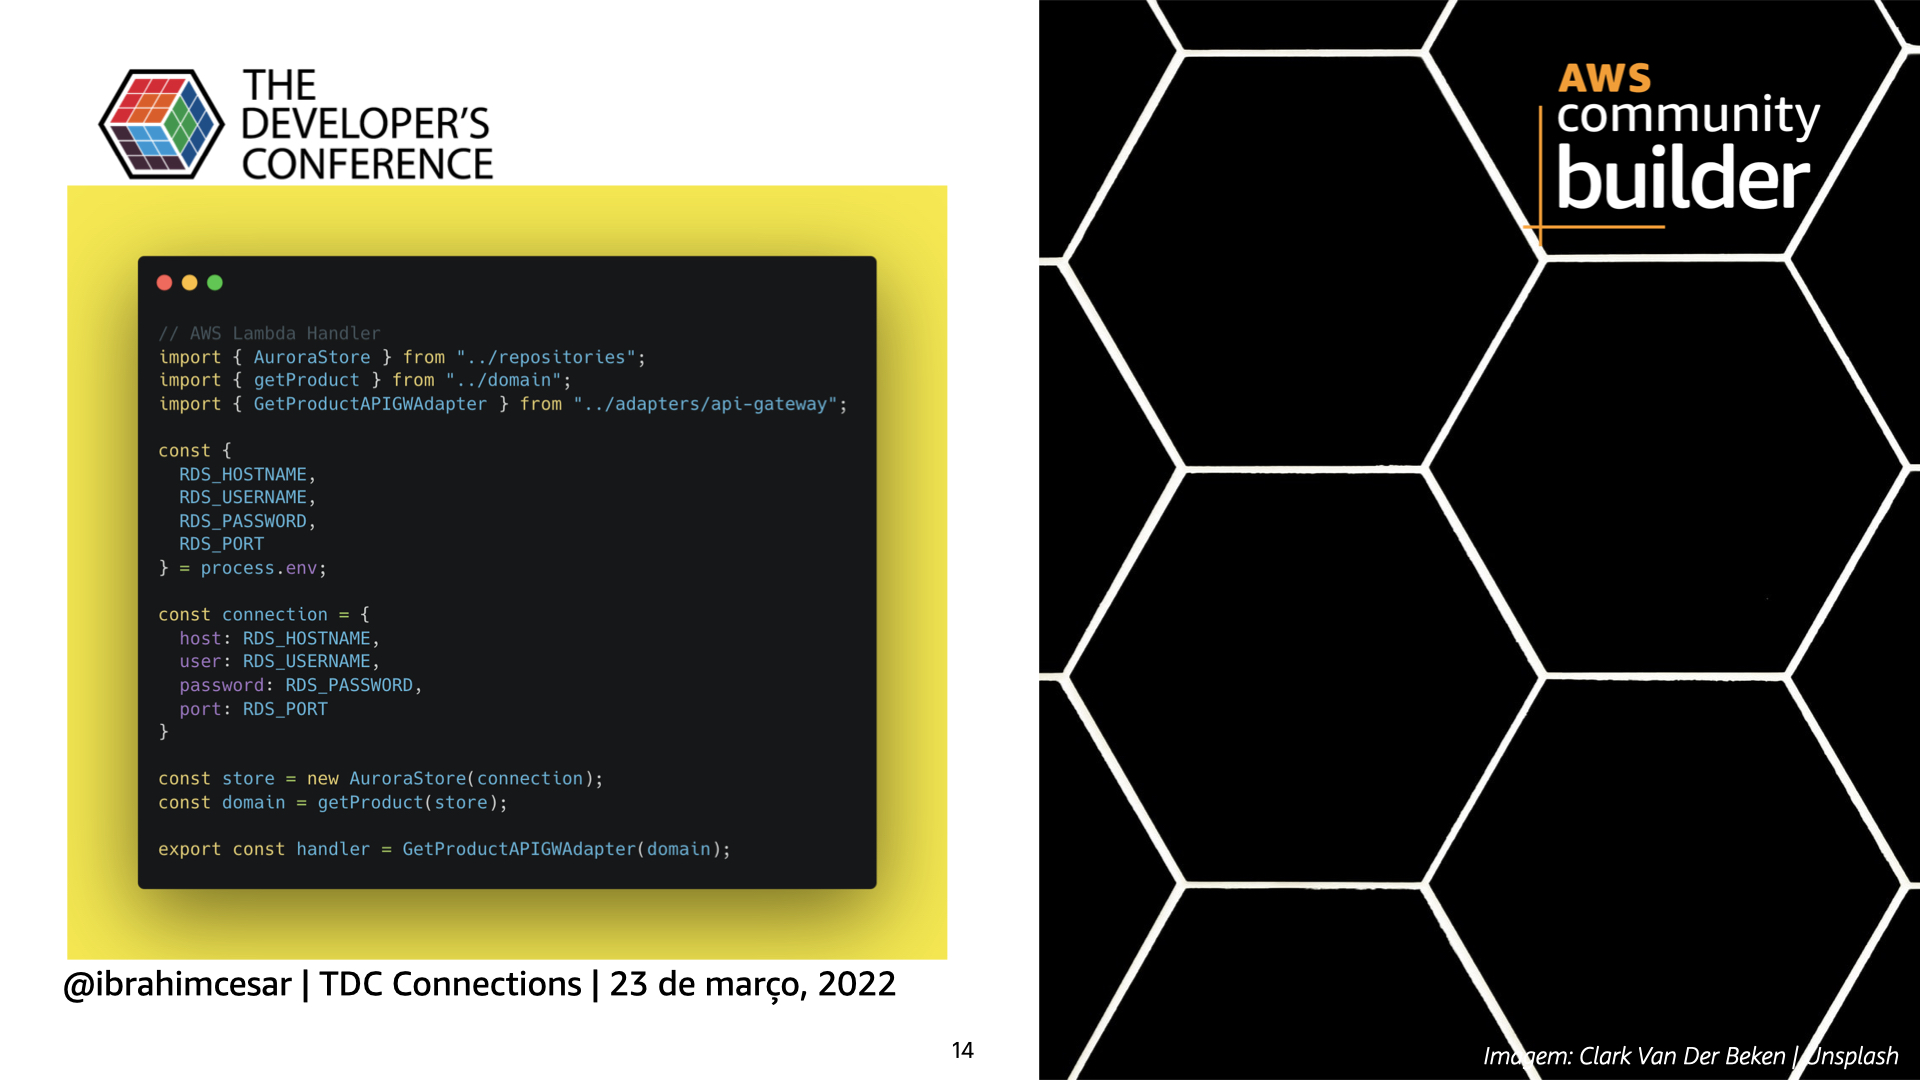 THE
DEVELOPER'S
CONFERENCE
// AWS Lambda Handler
import { AuroraStore } from "../repositories";
import { getProduct } from "../domain";
import { GetProductAPIGWAdapter } from "../adapters/api-gateway";
const {
  RDS_HOSTNAME,
  RDS_USERNAME,
  RDS_PASSWORD,
  RDS_PORT
} = process.env;
const connection = {
  host: RDS_HOSTNAME,
  user: RDS_USERNAME,
  password: RDS_PASSWORD,
  port: RDS_PORT
}
const store = new AuroraStore(connection);
const domain = getProduct(store);
export const handler = GetProductAPIGWAdapter(domain);
@ibrahimcesar | TDC Connections | 23 de março, 2022
14
AWS
community
builder
Imagem: Clark Van Der Beken | Unsplash